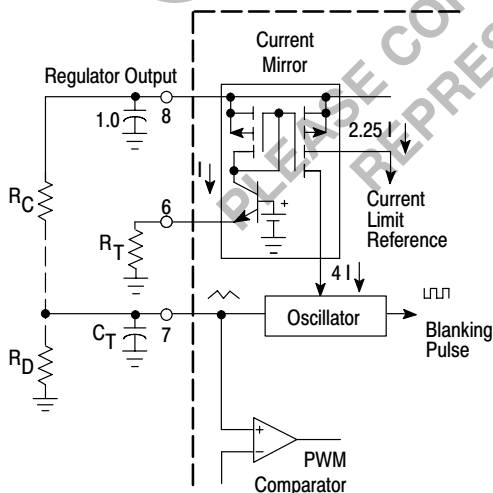 Current
Mirror
Regulator Output
1.0
8
2.25 I
I
R_C
Current
Limit
Reference
6
R_T
+
4 I
C_T
7
Oscillator
Blanking
Pulse
R_D
+
−
PWM
Comparator
PLEASE